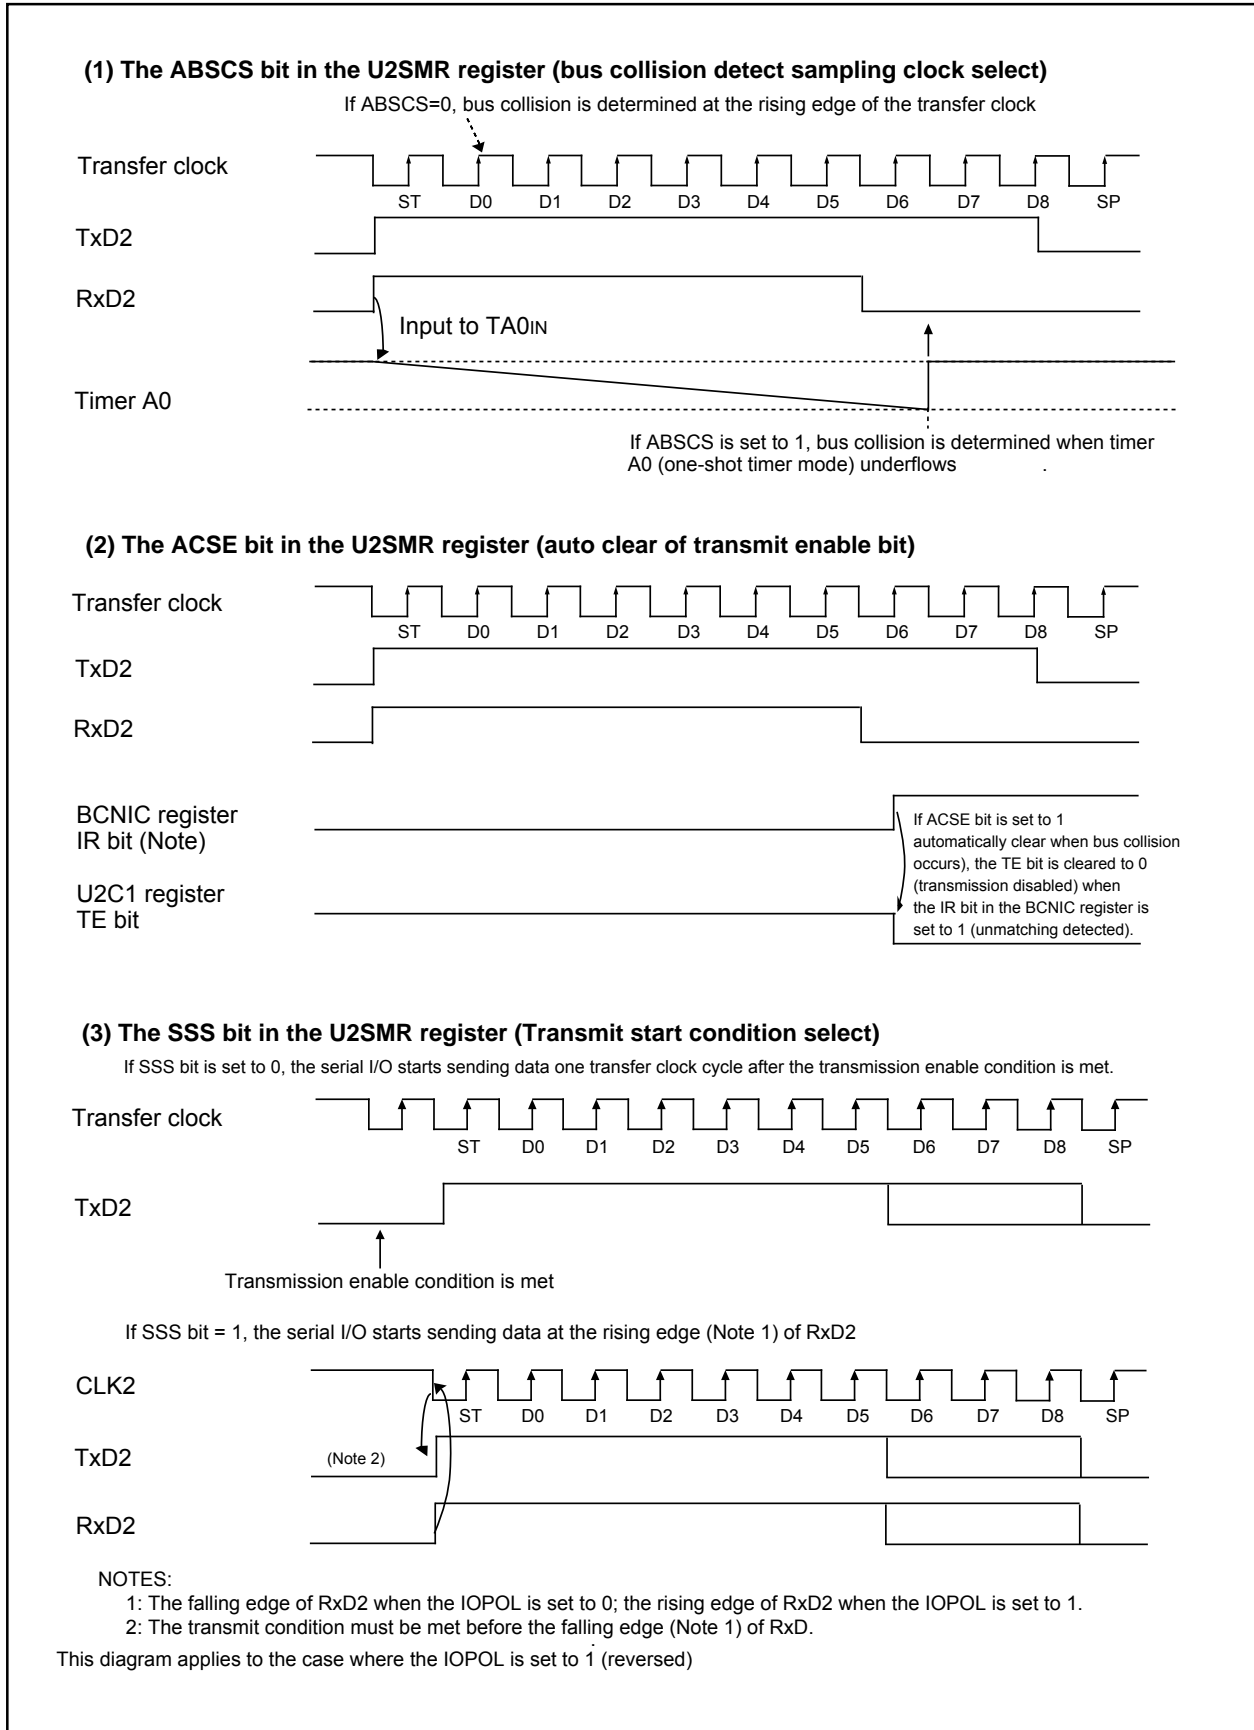 (1) The ABSCS bit in the U2SMR register (bus collision detect sampling clock select)
If ABSCS=0, bus collision is determined at the rising edge of the transfer clock
Transfer clock
ST D0 D1 D2 D3 D4 D5 D6 D7 D8 SP
TxD2
RxD2
Input to TA0IN
Timer A0
If ABSCS is set to 1, bus collision is determined when timer
A0 (one-shot timer mode) underflows .
(2) The ACSE bit in the U2SMR register (auto clear of transmit enable bit)
Transfer clock
ST D0 D1 D2 D3 D4 D5 D6 D7 D8 SP
TxD2
RxD2
BCNIC register
IR bit (Note)
U2C1 register
TE bit
If ACSE bit is set to 1
automatically clear when bus collision
occurs), the TE bit is cleared to 0
(transmission disabled) when
the IR bit in the BCNIC register is
set to 1 (unmatching detected).
(3) The SSS bit in the U2SMR register (Transmit start condition select)
If SSS bit is set to 0, the serial I/O starts sending data one transfer clock cycle after the transmission enable condition is met.
Transfer clock
ST D0 D1 D2 D3 D4 D5 D6 D7 D8 SP
TxD2
Transmission enable condition is met
If SSS bit = 1, the serial I/O starts sending data at the rising edge (Note 1) of RxD2
CLK2
ST D0 D1 D2 D3 D4 D5 D6 D7 D8 SP
TxD2
(Note 2)
RxD2
NOTES:
1: The falling edge of RxD2 when the IOPOL is set to 0; the rising edge of RxD2 when the IOPOL is set to 1.
2: The transmit condition must be met before the falling edge (Note 1) of RxD.
.
This diagram applies to the case where the IOPOL is set to 1 (reversed)